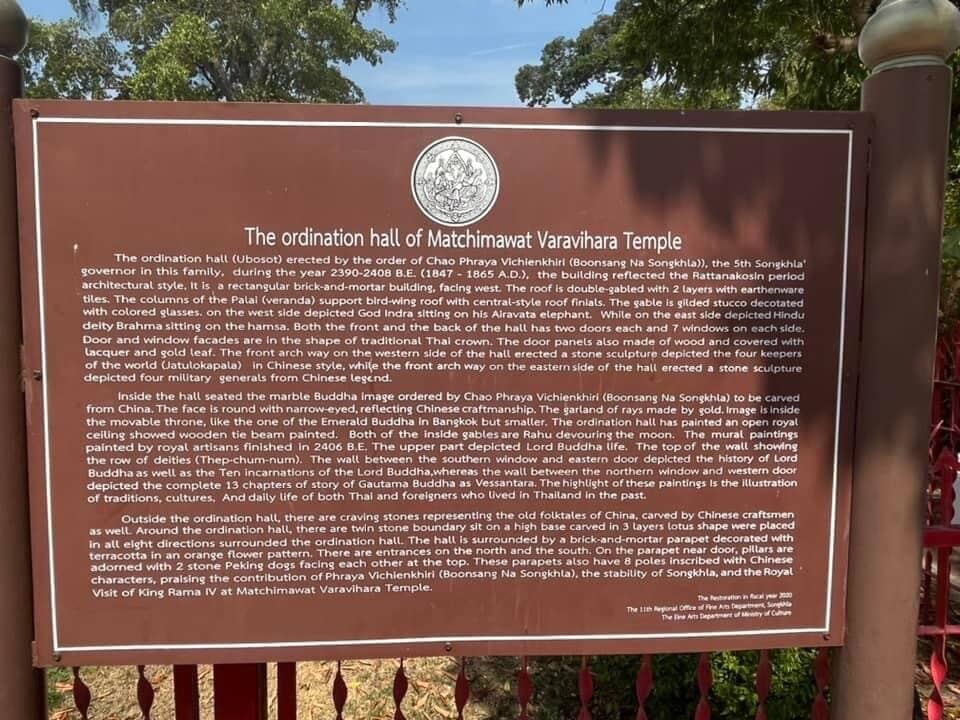 The ordination hall of Matchimawat Varavihara Temple
The ordination hall (Ubosot) erected by the order of Chao Phraya Vichienkhiri (Boonsang Na Songkhla)), the 5th Songkhla'
governor in this family, during the year 2390-2408 B.E. (1847 - 1865 A.D.), the building reflected the Rattanakosin period
architectural style. It is a rectangular brick-and-mortar building, facing west. The roof is double-gabled with 2 layers with earthenware
tiles. The columns of the Palai (veranda) support bird-wing roof with central-style roof finials. The gable is gilded stucco decotated
with colored glasses. on the west side depicted God Indra sitting on his Airavata elephant. While on the east side depicted Hindu
deity Brahma sitting on the hamsa. Both the front and the back of the hall has two doors each and 7 windows on each side.
Door and window facades are in the shape of traditional Thai crown. The door panels also made of wood and covered with
lacquer and gold leaf. The front arch way on the western side of the hall erected a stone sculpture depicted the four keepers
of the world (Jatulokapala) in Chinese style, while the front arch way on the eastern side of the hall erected a stone sculpture
depicted four military generals from Chinese legend.
Inside the hall seated the marble Buddha image ordered by Chao Phraya Vichienkhiri (Boonsang Na Songkhla) to be carved
from China. The face is round with narrow-eyed, reflecting Chinese craftmanship. The garland of rays made by gold. Image is inside
the movable throne, like the one of the Emerald Buddha in Bangkok but smaller. The ordination hall has painted an open royal
ceiling showed wooden tie beam painted. Both of the inside gables are Rahu devouring the moon. The mural paintings
painted by royal artisans finished in 2406 B.E. The upper part depicted Lord Buddha life. The top of the wall showing
the row of deities (Thep-chum-num). The wall between the southern window and eastern door depicted the history of Lord
Buddha as well as the Ten incarnations of the Lord Buddha,whereas the wall between the northern window and western door
depicted the complete 13 chapters of story of Gautama Buddha as Vessantara. The highlight of these paintings is the illustration
of traditions, cultures, And daily life of both Thai and foreigners who lived in Thailand in the past.
Outside the ordination hall, there are craving stones representing the old folktales of China, carved by Chinese craftsmen
as well. Around the ordination hall, there are twin stone boundary sit on a high base carved in 3 layers lotus shape were placed
in all eight directions surrounded the ordination hall. The hall is surrounded by a brick-and-mortar parapet decorated with
terracotta in an orange flower pattern. There are entrances on the north and the south. On the parapet near door, pillars are
adorned with 2 stone Peking dogs facing each other at the top. These parapets also have 8 poles inscribed with Chinese
characters, praising the contribution of Phraya Vichienkhiri (Boonsang Na Songkhla), the stability of Songkhla, and the Royal
Visit of King Rama IV at Matchimawat Varavihara Temple.
The Restoration in fiscal year 2020
The 11th Regional Office of Fine Arts Department, Songkhla
The Fine Arts Department of Ministry of Culture